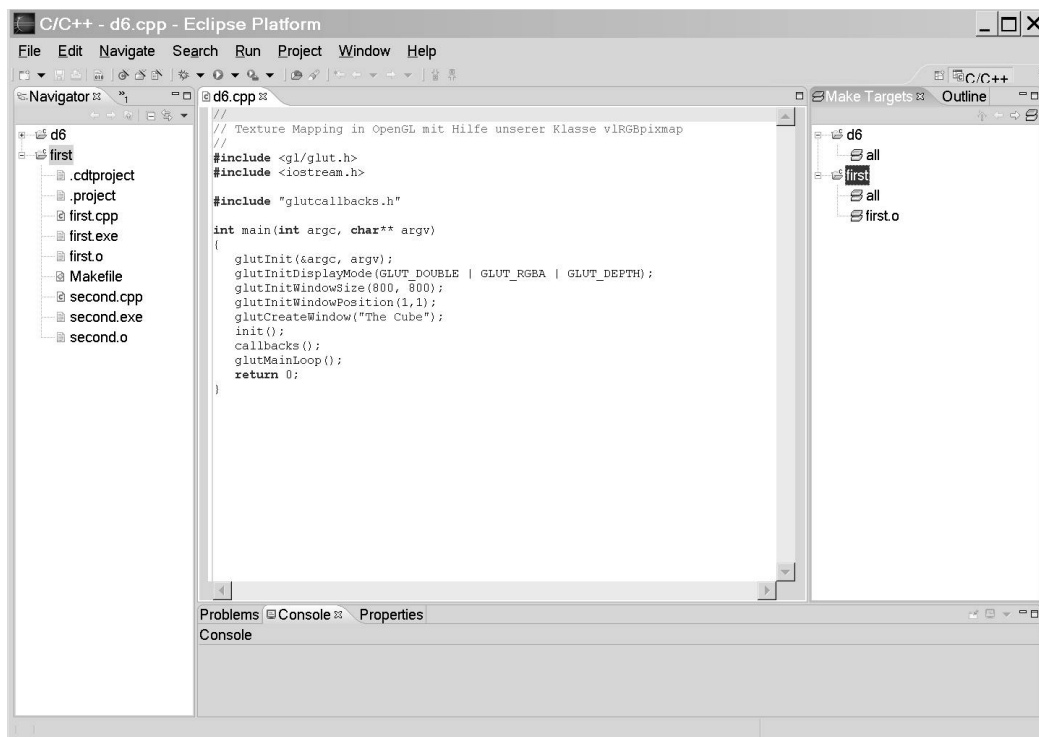 C/C++ - d6.cpp - Eclipse Platform
File Edit Navigate Search Run Project Window Help
C/C++
Navigator
"1
d6
first
.cdtproject
.project
first.cpp
first.exe
first.o
Makefile
second.cpp
second.exe
second.o
d6.cpp
//
// Texture Mapping in OpenGL mit Hilfe unserer Klasse vlRGBpixmap
//
#include <gl/glut.h>
#include <iostream.h>
#include "glutcallbacks.h"
int main(int argc, char** argv)
{
glutInit(&argc, argv);
glutInitDisplayMode(GLUT_DOUBLE | GLUT_RGBA | GLUT_DEPTH);
glutInitWindowSize(800, 800);
glutInitWindowPosition(1,1);
glutCreateWindow("The Cube");
init();
callbacks();
glutMainLoop();
return 0;
}
Make Targets Outline
d6
all
first
all
first.o
Problems Console Properties
Console